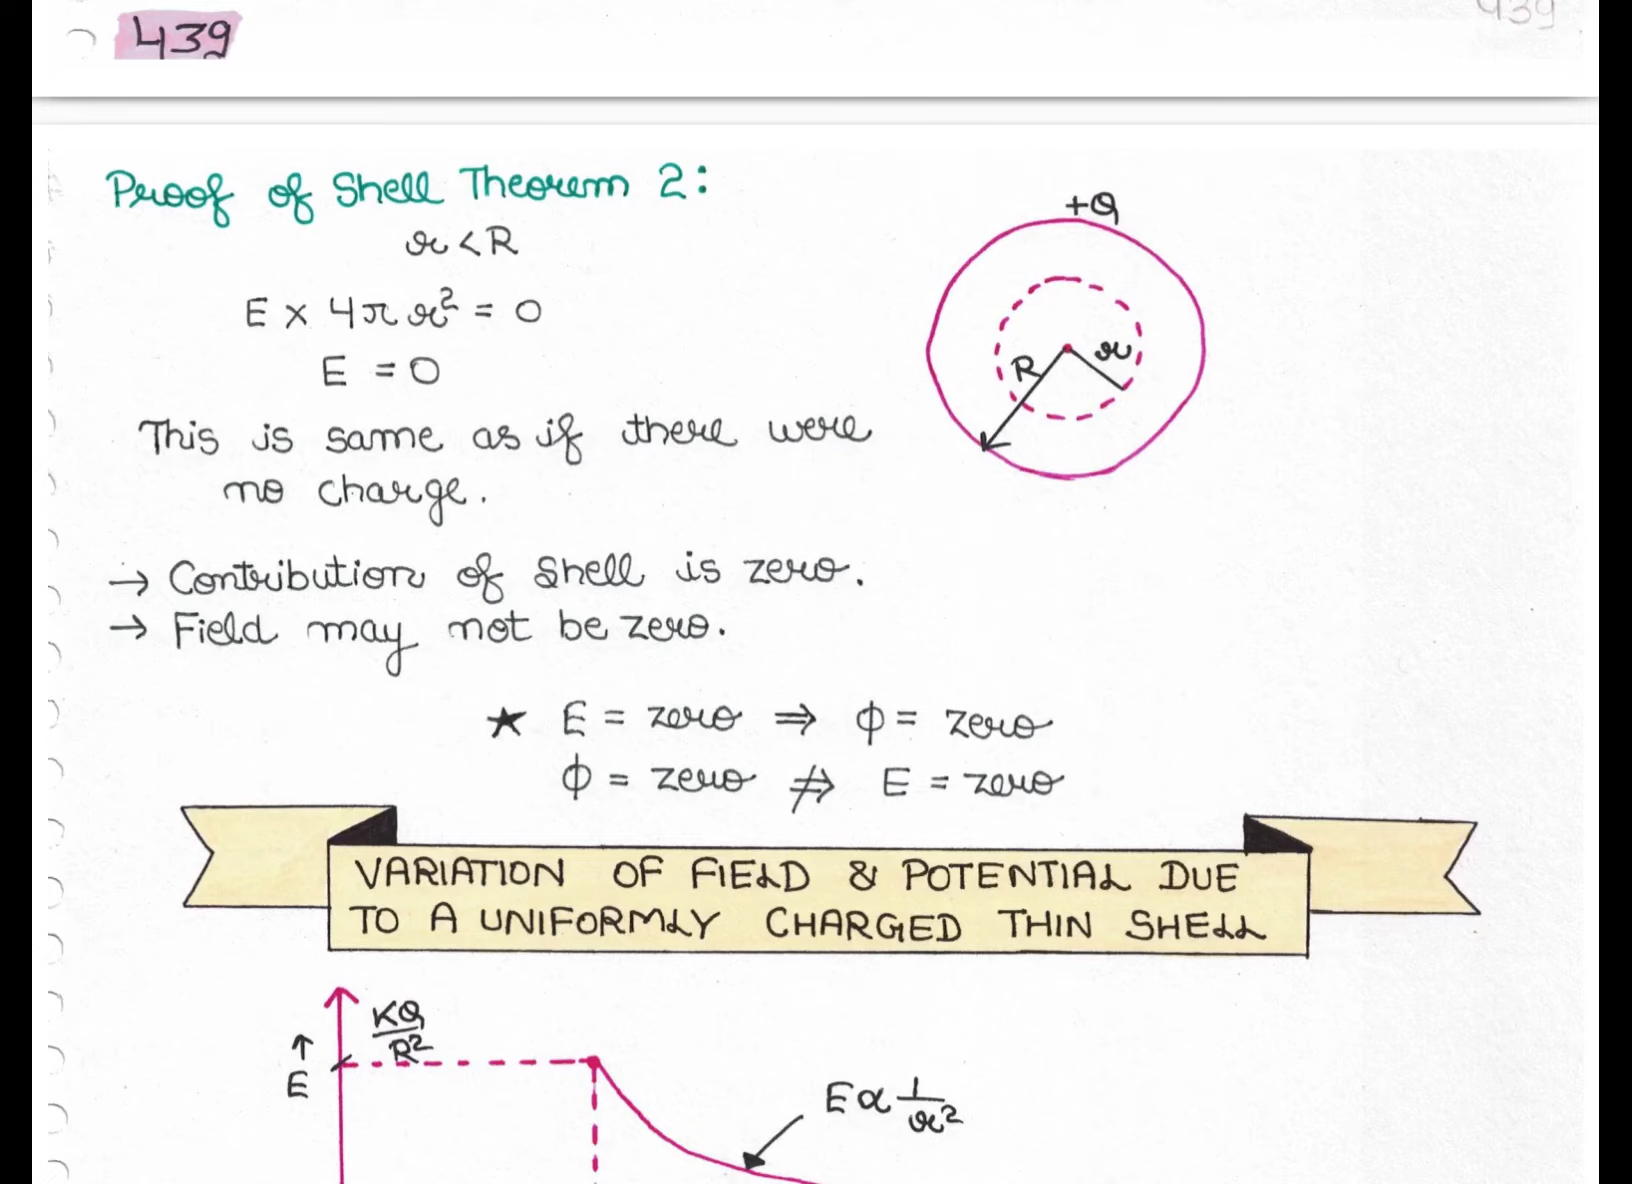 439
439
Proof of Shell Theorem 2:
r < R
E × 4πr² = 0
E = 0
This is same as if there were
no charge.
→ Contribution of shell is zero.
→ Field may not be zero.
★ E = zero ⇒ ϕ = zero
ϕ = zero ⇏ E = zero
+Q
R
r
VARIATION OF FIELD & POTENTIAL DUE
TO A UNIFORMLY CHARGED THIN SHELL
KQ
R²
↑
E
E ∝ 1/r²